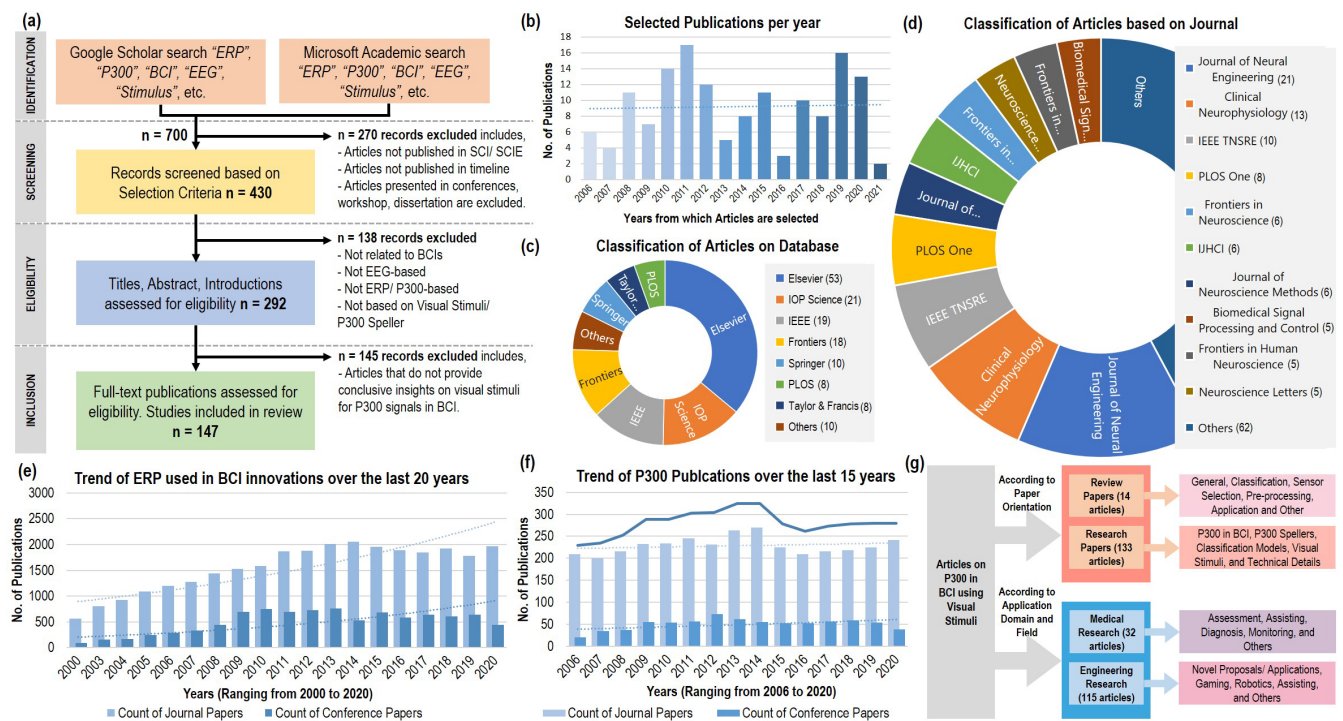 (a)
IDENTIFICATION
Google Scholar search “ERP”,
“P300”, “BCI”, “EEG”,
“Stimulus”, etc.
Microsoft Academic search
“ERP”, “P300”, “BCI”, “EEG”,
“Stimulus”, etc.
SCREENING
n = 700
n = 270 records excluded includes,
- Articles not published in SCI/ SCIE
- Articles not published in timeline
- Articles presented in conferences,
workshop, dissertation are excluded.
Records screened based on
Selection Criteria n = 430
ELIGIBILITY
n = 138 records excluded
- Not related to BCIs
- Not EEG-based
- Not ERP/ P300-based
- Not based on Visual Stimuli/
P300 Speller
Titles, Abstract, Introductions
assessed for eligibility n = 292
INCLUSION
n = 145 records excluded includes,
- Articles that do not provide
conclusive insights on visual stimuli
for P300 signals in BCI.
Full-text publications assessed for
eligibility. Studies included in review
n = 147
(b)
Selected Publications per year
No. of Publications
18
16
14
12
10
8
6
4
2
0
2006 2007 2008 2009 2010 2011 2012 2013 2014 2015 2016 2017 2018 2019 2020 2021
Years from which Articles are selected
(c)
Classification of Articles on Database
Elsevier
IOP
Science
IEEE
Frontiers
Others
Springer
Taylor
...
PLOS
Elsevier (53)
IOP Science (21)
IEEE (19)
Frontiers (18)
Springer (10)
PLOS (8)
Taylor & Francis (8)
Others (10)
(d)
Classification of Articles based on Journal
Others
Journal of Neural
Engineering
Clinical
Neurophysiology
IEEE TNSRE
PLOS One
Journal of...
IJHCI
Frontiers
in...
Neuroscience
...
Frontiers
in...
Biomedical
Sign...
Journal of Neural
Engineering (21)
Clinical
Neurophysiology (13)
IEEE TNSRE (10)
PLOS One (8)
Frontiers in
Neuroscience (6)
IJHCI (6)
Journal of
Neuroscience Methods (6)
Biomedical Signal
Processing and Control (5)
Frontiers in Human
Neuroscience (5)
Neuroscience Letters (5)
Others (62)
(e)
Trend of ERP used in BCI innovations over the last 20 years
No. of Publications
3000
2500
2000
1500
1000
500
0
2000 2003 2004 2005 2006 2007 2008 2009 2010 2011 2012 2013 2014 2015 2016 2017 2018 2019 2020
Years (Ranging from 2000 to 2020)
Count of Journal Papers Count of Conference Papers
(f)
Trend of P300 Publcations over the last 15 years
No. of Publications
350
300
250
200
150
100
50
0
2006 2007 2008 2009 2010 2011 2012 2013 2014 2015 2016 2017 2018 2019 2020
Years (Ranging from 2006 to 2020)
Count of Journal Papers Count of Conference Papers
(g)
Articles on
P300 in
BCI using
Visual
Stimuli
According to
Paper
Orientation
Review
Papers (14
articles)
General, Classification, Sensor
Selection, Pre-processing,
Application and Other
Research
Papers (133
articles)
P300 in BCI, P300 Spellers,
Classification Models, Visual
Stimuli, and Technical Details
According to
Application
Domain and
Field
Medical
Research (32
articles)
Assessment, Assisting,
Diagnosis, Monitoring, and
Others
Engineering
Research
(115 articles)
Novel Proposals/ Applications,
Gaming, Robotics, Assisting,
and Others